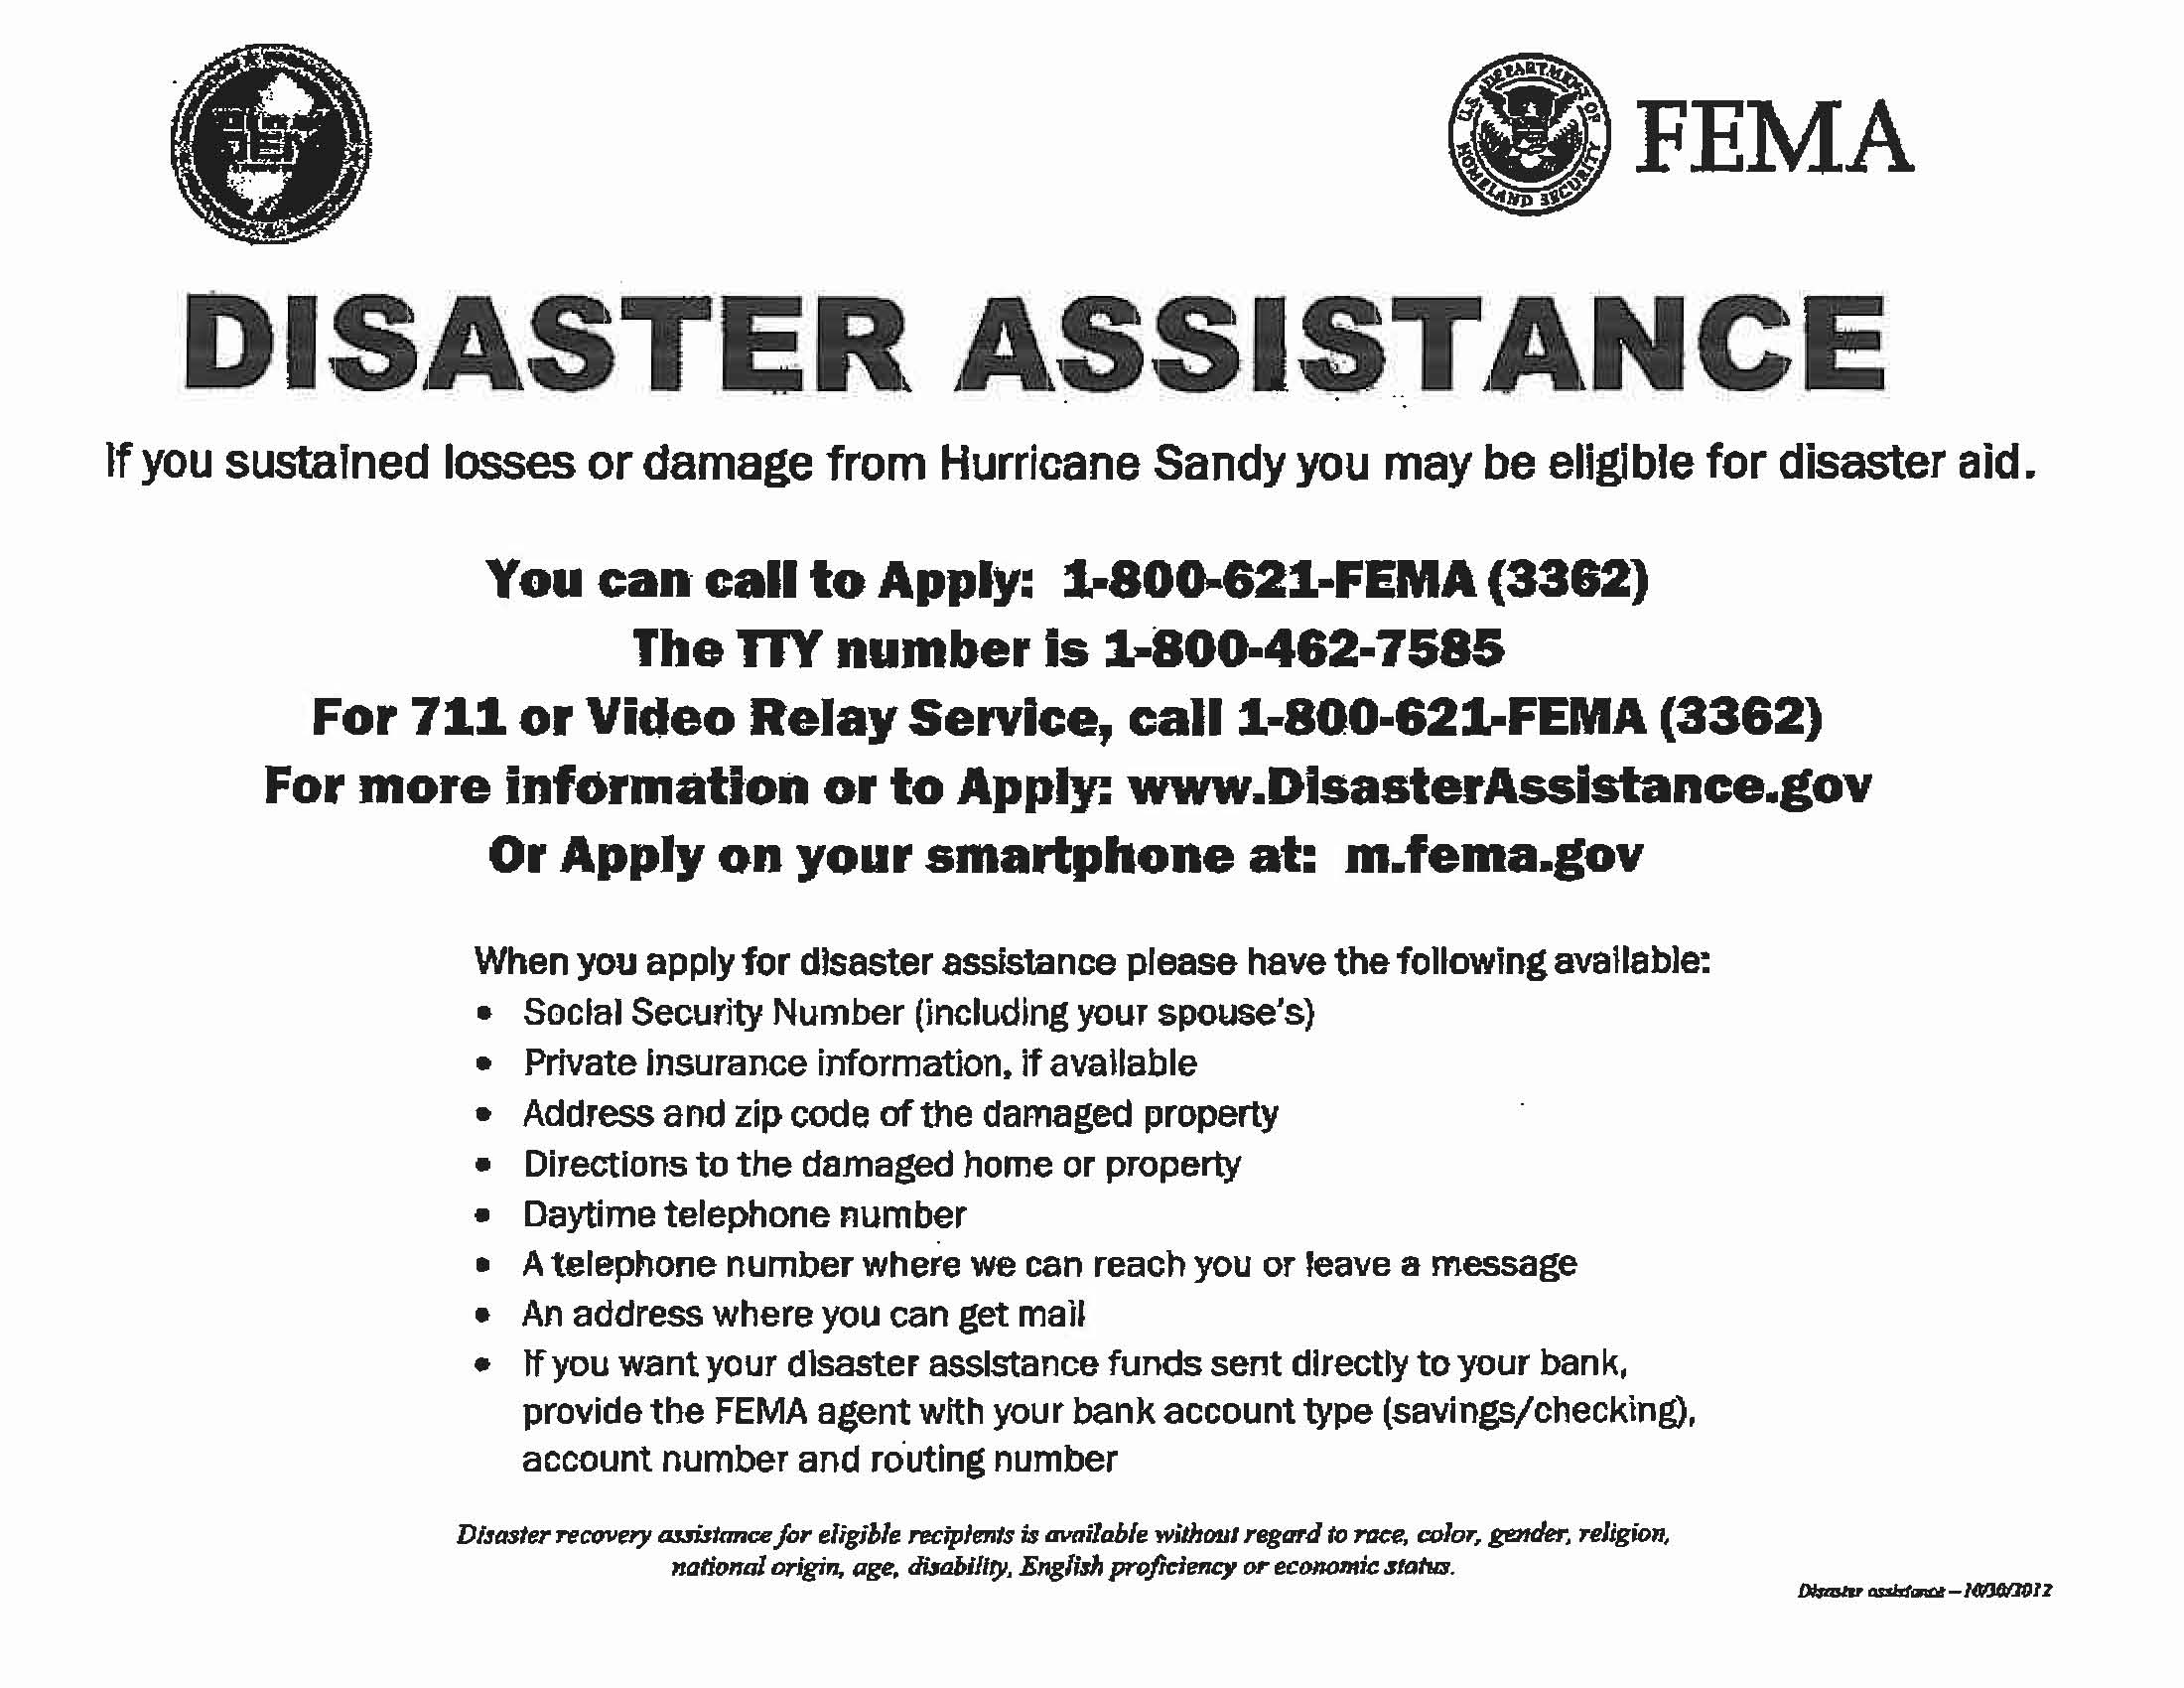 U.S. DEPARTMENT OF HOMELAND SECURITY
FEMA
DISASTER ASSISTANCE
If you sustained losses or damage from Hurricane Sandy you may be eligible for disaster aid.
You can call to Apply: 1-800-621-FEMA (3362)
The TTY number is 1-800-462-7585
For 711 or Video Relay Service, call 1-800-621-FEMA (3362)
For more information or to Apply: www.DisasterAssistance.gov
Or Apply on your smartphone at: m.fema.gov
When you apply for disaster assistance please have the following available:
• Social Security Number (including your spouse's)
• Private insurance information, if available
• Address and zip code of the damaged property
• Directions to the damaged home or property
• Daytime telephone number
• A telephone number where we can reach you or leave a message
• An address where you can get mail
• If you want your disaster assistance funds sent directly to your bank,
provide the FEMA agent with your bank account type (savings/checking),
account number and routing number
Disaster recovery assistance for eligible recipients is available without regard to race, color, gender, religion,
national origin, age, disability, English proficiency or economic status.
Disaster assistance – 10/30/2012